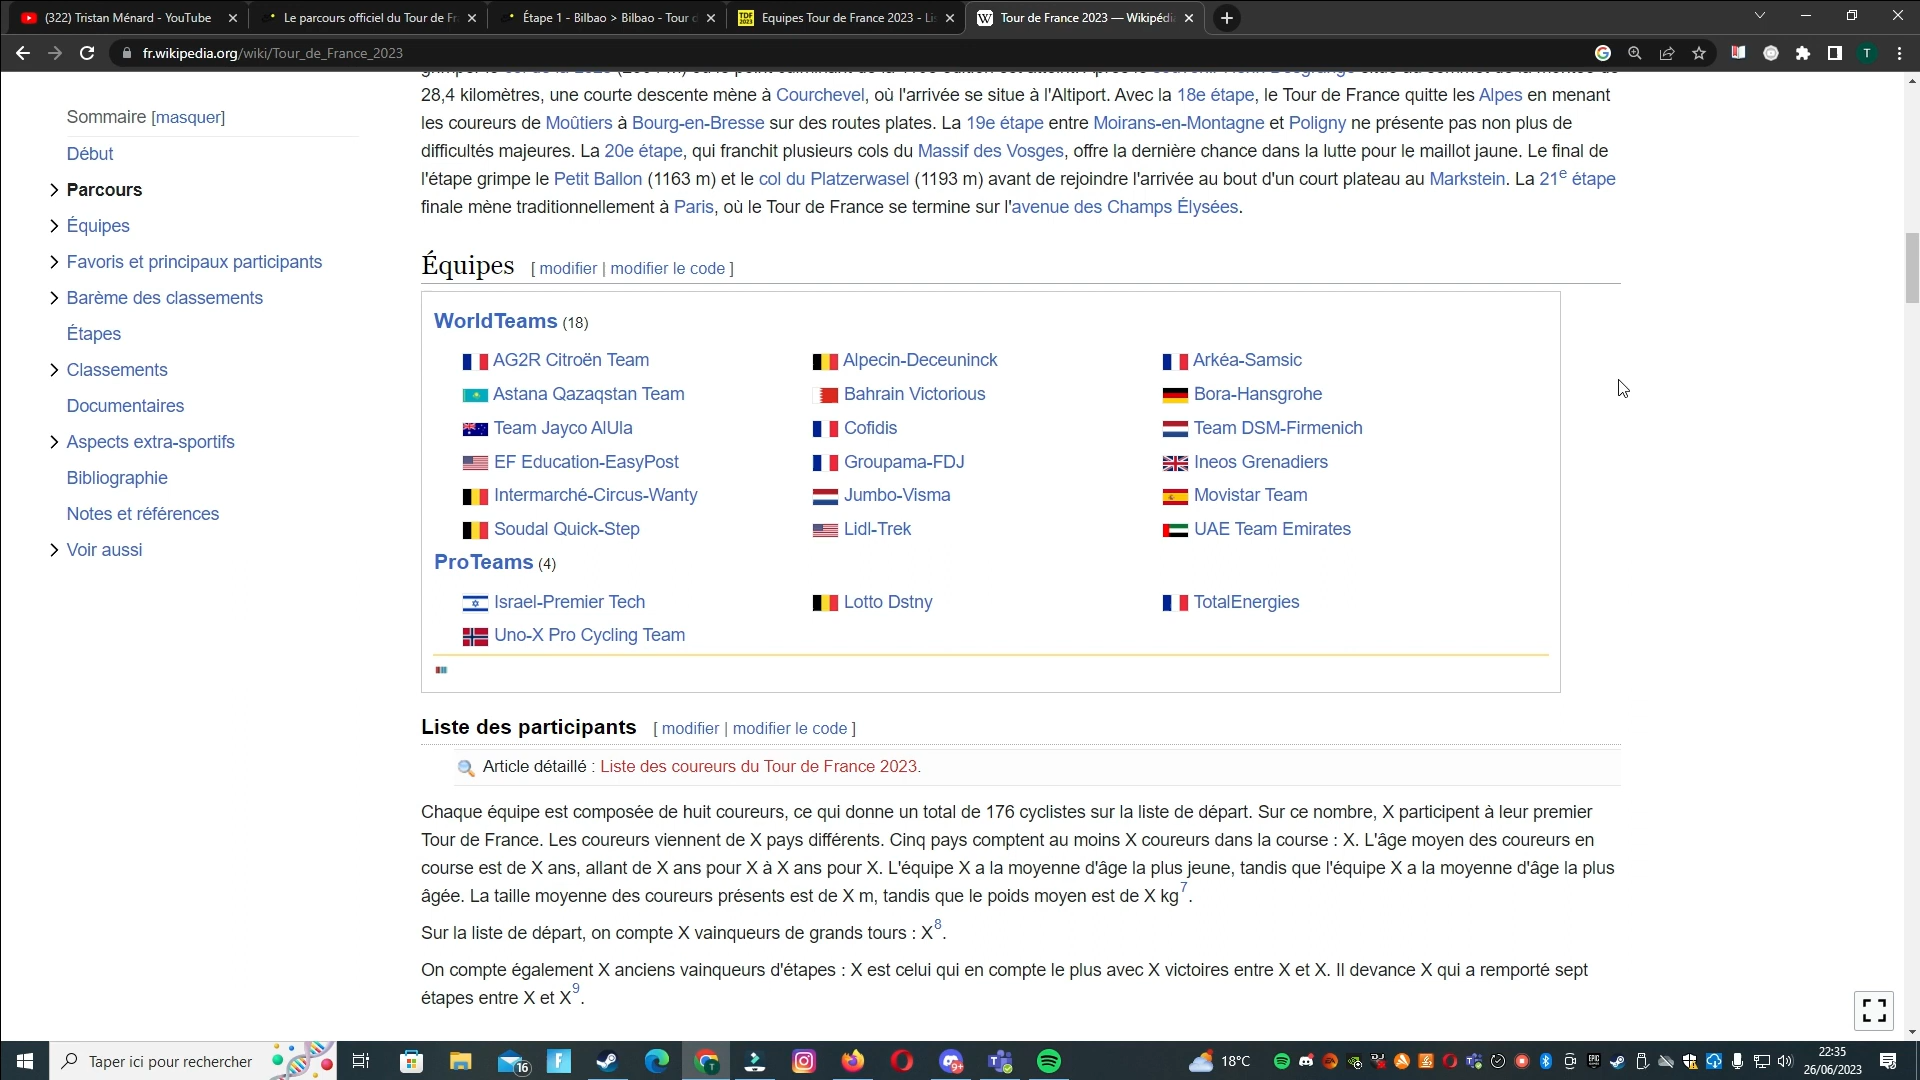 (322) Tristan Ménard - YouTube
Le parcours officiel du Tour de Fr
Étape 1 - Bilbao > Bilbao - Tour d
Equipes Tour de France 2023 - Li
Tour de France 2023 — Wikipédi
fr.wikipedia.org/wiki/Tour_de_France_2023
28,4 kilomètres, une courte descente mène à Courchevel, où l'arrivée se situe à l'Altiport. Avec la 18e étape, le Tour de France quitte les Alpes en menant
les coureurs de Moûtiers à Bourg-en-Bresse sur des routes plates. La 19e étape entre Moirans-en-Montagne et Poligny ne présente pas non plus de
difficultés majeures. La 20e étape, qui franchit plusieurs cols du Massif des Vosges, offre la dernière chance dans la lutte pour le maillot jaune. Le final de
l'étape grimpe le Petit Ballon (1163 m) et le col du Platzerwasel (1193 m) avant de rejoindre l'arrivée au bout d'un court plateau au Markstein. La 21e étape
finale mène traditionnellement à Paris, où le Tour de France se termine sur l'avenue des Champs Élysées.
Sommaire [masquer]
Début
Parcours
Équipes
Favoris et principaux participants
Barème des classements
Étapes
Classements
Documentaires
Aspects extra-sportifs
Bibliographie
Notes et références
Voir aussi
Équipes [ modifier | modifier le code ]
WorldTeams (18)
AG2R Citroën Team Alpecin-Deceuninck Arkéa-Samsic
Astana Qazaqstan Team Bahrain Victorious Bora-Hansgrohe
Team Jayco AlUla Cofidis Team DSM-Firmenich
EF Education-EasyPost Groupama-FDJ Ineos Grenadiers
Intermarché-Circus-Wanty Jumbo-Visma Movistar Team
Soudal Quick-Step Lidl-Trek UAE Team Emirates
ProTeams (4)
Israel-Premier Tech Lotto Dstny TotalEnergies
Uno-X Pro Cycling Team
Liste des participants [ modifier | modifier le code ]
Article détaillé : Liste des coureurs du Tour de France 2023.
Chaque équipe est composée de huit coureurs, ce qui donne un total de 176 cyclistes sur la liste de départ. Sur ce nombre, X participent à leur premier
Tour de France. Les coureurs viennent de X pays différents. Cinq pays comptent au moins X coureurs dans la course : X. L'âge moyen des coureurs en
course est de X ans, allant de X ans pour X à X ans pour X. L'équipe X a la moyenne d'âge la plus jeune, tandis que l'équipe X a la moyenne d'âge la plus
âgée. La taille moyenne des coureurs présents est de X m, tandis que le poids moyen est de X kg7.
Sur la liste de départ, on compte X vainqueurs de grands tours : X8.
On compte également X anciens vainqueurs d'étapes : X est celui qui en compte le plus avec X victoires entre X et X. Il devance X qui a remporté sept
étapes entre X et X9.
Taper ici pour rechercher
16
9+
18°C
22:35
26/06/2023